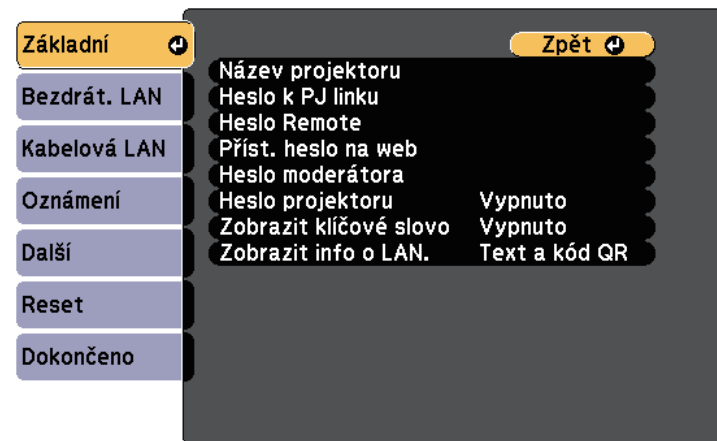 Základní
Bezdrát. LAN
Kabelová LAN
Oznámení
Další
Reset
Dokončeno
Zpět
Název projektoru
Heslo k PJ linku
Heslo Remote
Příst. heslo na web
Heslo moderátora
Heslo projektoru Vypnuto
Zobrazit klíčové slovo Vypnuto
Zobrazit info o LAN. Text a kód QR